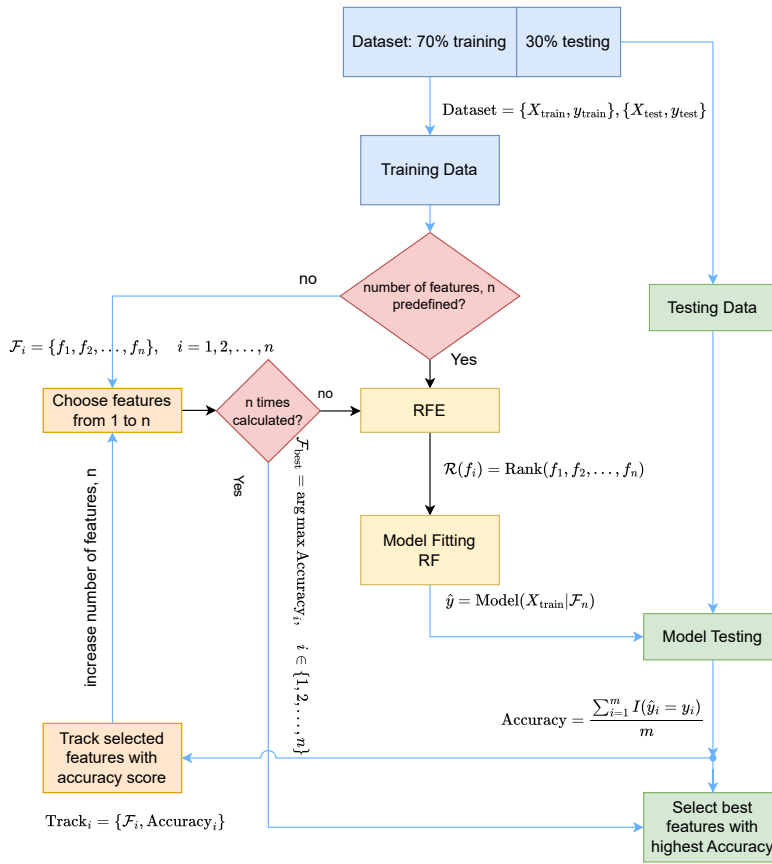 Dataset: 70% training
30% testing
Dataset = {X_train, y_train}, {X_test, y_test}
Training Data
no
number of features, n
predefined?
Testing Data
ℱ_i = {f_1, f_2, …, f_n},  i = 1, 2, …, n
Yes
Choose features
from 1 to n
n times
calculated?
no
RFE
ℛ(f_i) = Rank(f_1, f_2, …, f_n)
Yes
ℱ_best = arg max Accuracy_i,  i ∈ {1, 2, …, n}
increase number of features, n
Model Fitting
RF
ŷ = Model(X_train|ℱ_n)
Model Testing
Accuracy = \frac{∑_{i=1}^{m} I(ŷ_i = y_i)}{m}
Track selected
features with
accuracy score
Track_i = {ℱ_i, Accuracy_i}
Select best
features with
highest Accuracy